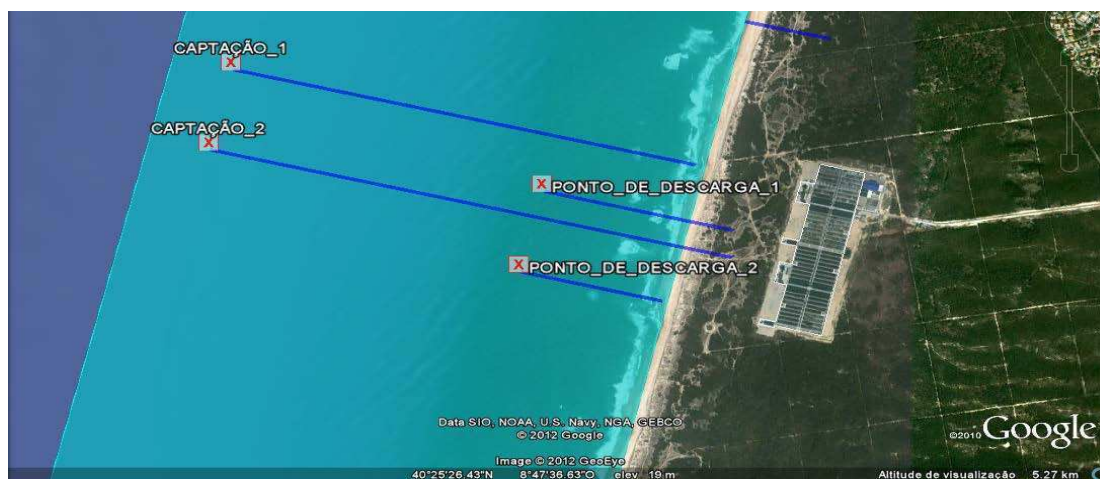 CAPTAÇÃO_1
X
CAPTAÇÃO_2
X
X
PONTO_DE_DESCARGA_1
X
PONTO_DE_DESCARGA_2
Data SIO, NOAA, U.S. Navy, NGA, GEBCO
© 2012 Google
©2010 Google
Image © 2012 GeoEye
40°25'26.43"N 8°47'36.63"O elev 19 m Altitude de visualização 5.27 km